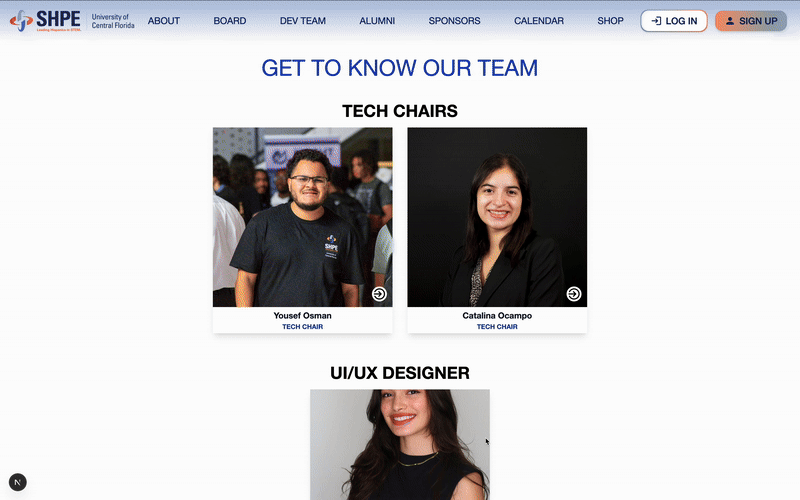 SHPE
Leading Hispanics in STEM.
University of
Central Florida
ABOUT
BOARD
DEV TEAM
ALUMNI
SPONSORS
CALENDAR
SHOP
LOG IN
SIGN UP
GET TO KNOW OUR TEAM
TECH CHAIRS
SHPE
Yousef Osman
TECH CHAIR
Catalina Ocampo
TECH CHAIR
UI/UX DESIGNER
N